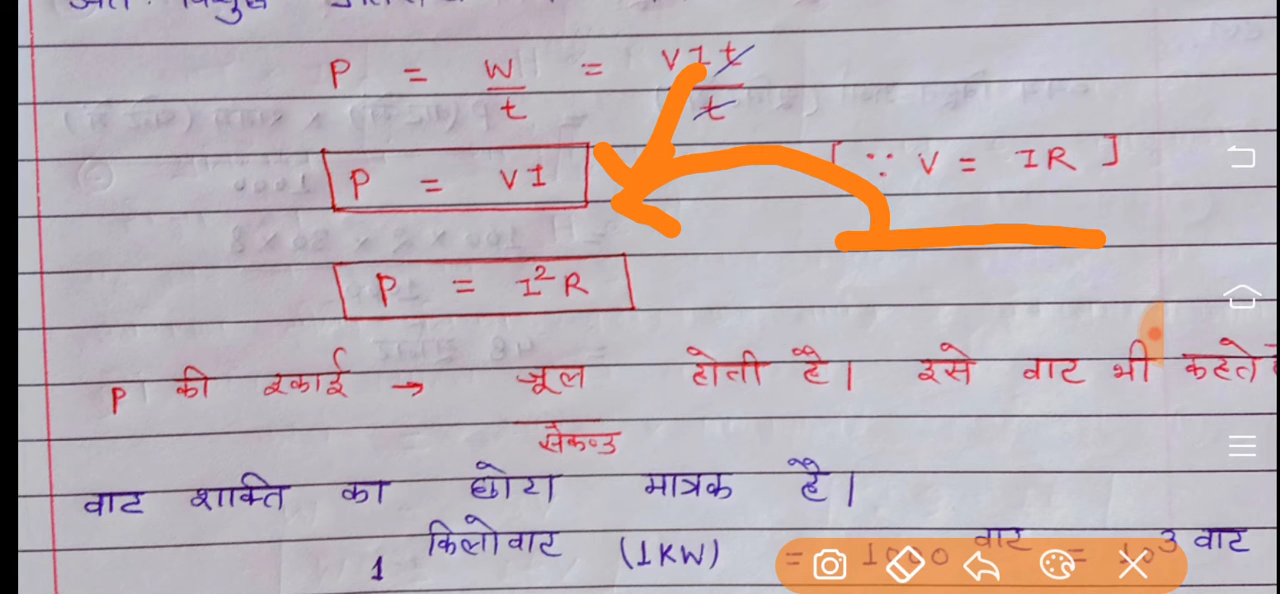 P = W/t = VIt/t
P = VI [ ∵ V = IR ]
P = I²R
P की इकाई → जूल/सेकण्ड होती है। इसे वाट भी कहते
वाट शक्ति का छोटा मात्रक है।
1 किलोवाट (1KW) = 1000 वाट = 10³ वाट